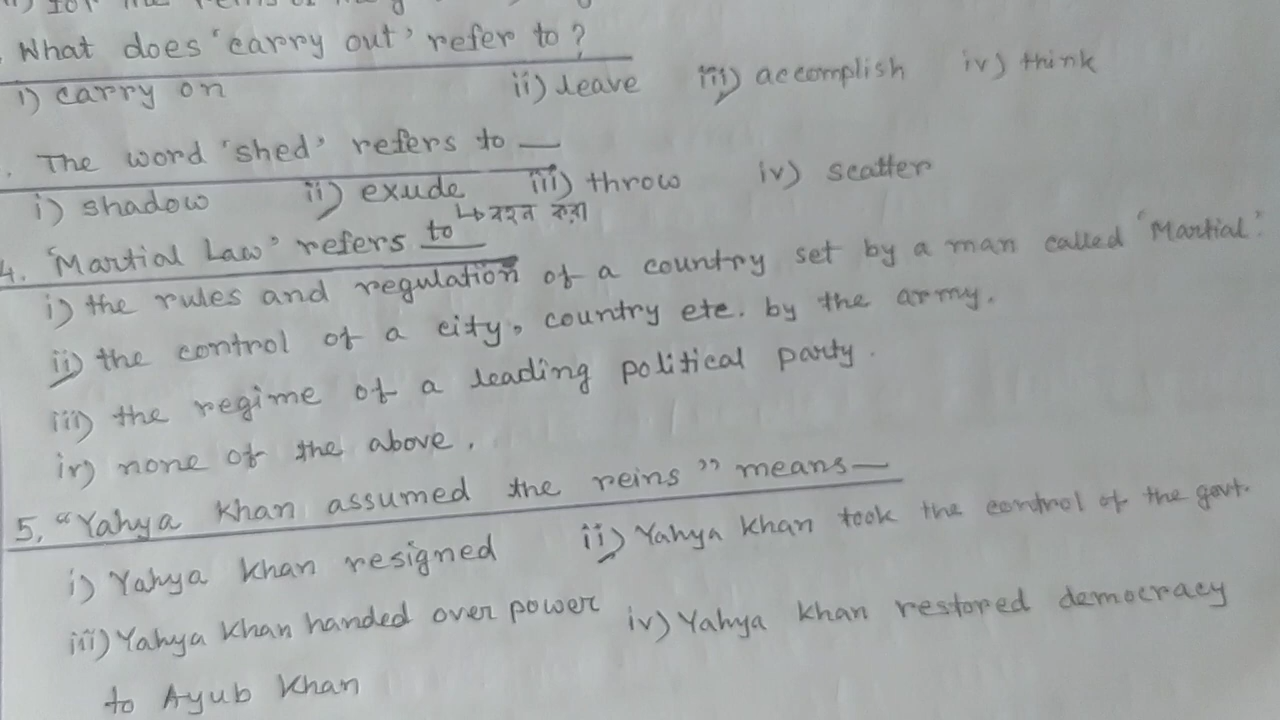 for the
What does 'carry out' refer to?
i) carry on ii) leave iii) accomplish iv) think
The word 'shed' refers to —
i) shadow ii) exude iii) throw iv) scatter
↳ বহন করা
4. 'Martial Law' refers to —
i) the rules and regulation of a country set by a man called 'Martial'.
ii) the control of a city, country etc. by the army.
iii) the regime of a leading political party.
iv) none of the above.
5. "Yahya Khan assumed the reins" means—
i) Yahya Khan resigned ii) Yahya Khan took the control of the govt.
iii) Yahya Khan handed over power iv) Yahya Khan restored democracy
to Ayub Khan